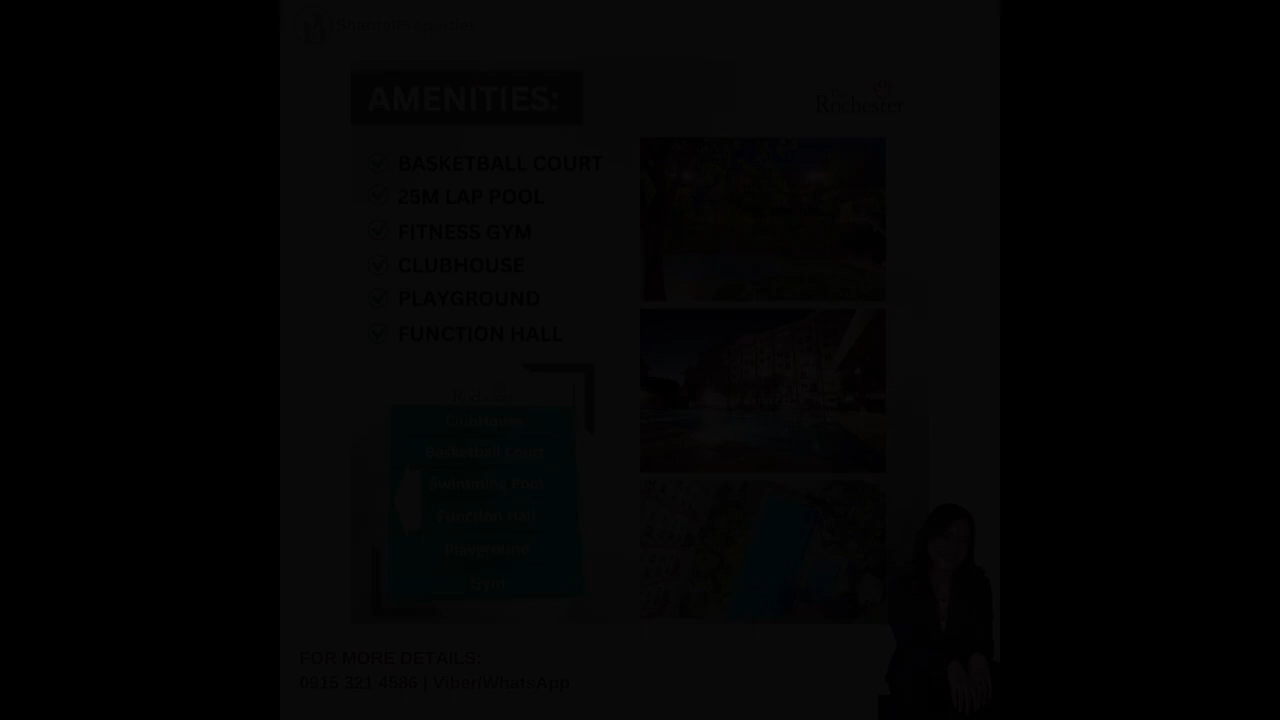 AMENITIES:
Rochester
BASKETBALL COURT
25M LAP POOL
FITNESS GYM
CLUBHOUSE
PLAYGROUND
FUNCTION HALL
ClubHouse
Basketball Court
Swimming Pool
Function Hall
Playground
Gym
FOR MORE DETAILS:
0915 321 4586 | Viber/WhatsApp